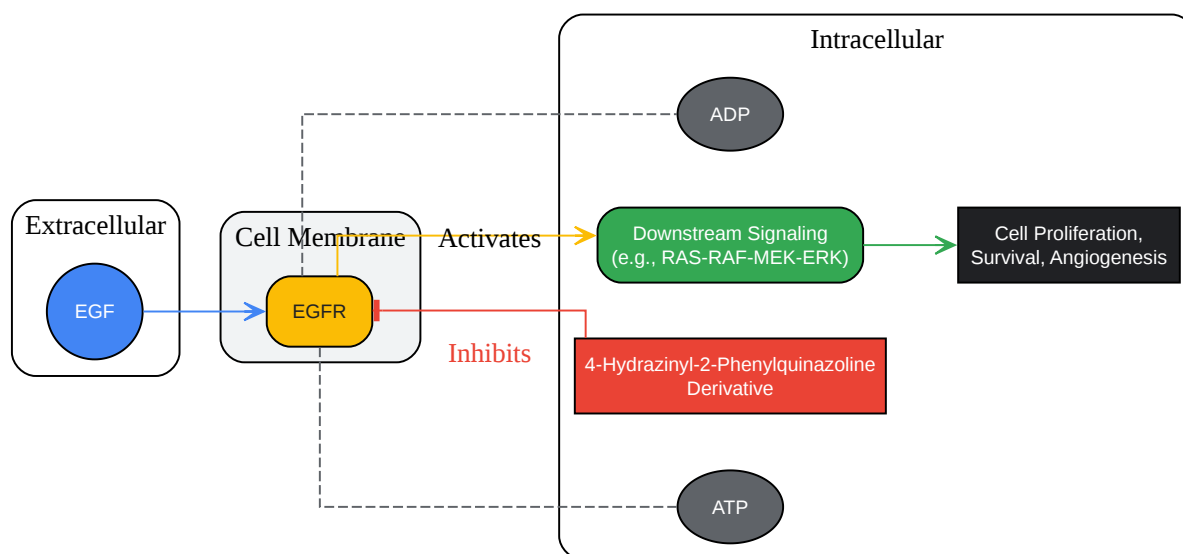 Intracellular
ADP
Extracellular
Cell Membrane
Activates
Downstream Signaling
(e.g., RAS-RAF-MEK-ERK)
Cell Proliferation,
Survival, Angiogenesis
EGF
EGFR
Inhibits
4-Hydrazinyl-2-Phenylquinazoline
Derivative
ATP